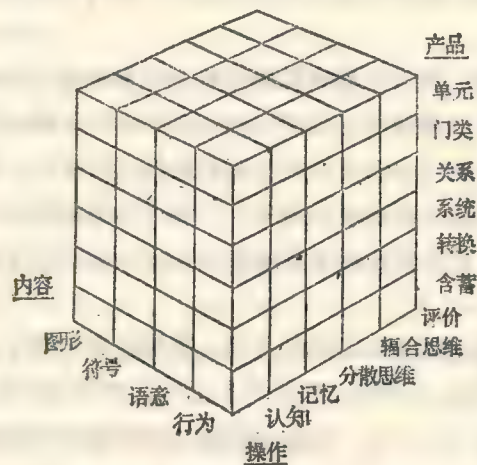 产品
单元
门类
关系
系统
转换
含蓄
内容
图形
符号
语意
行为
操作
认知
记忆
分散思维
辐合思维
评价